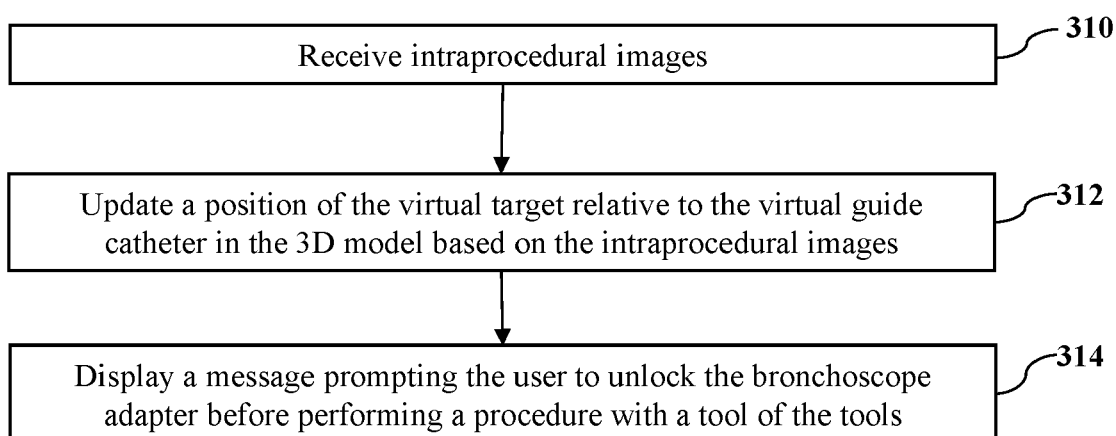 310
Receive intraprocedural images
312
Update a position of the virtual target relative to the virtual guide
catheter in the 3D model based on the intraprocedural images
314
Display a message prompting the user to unlock the bronchoscope
adapter before performing a procedure with a tool of the tools